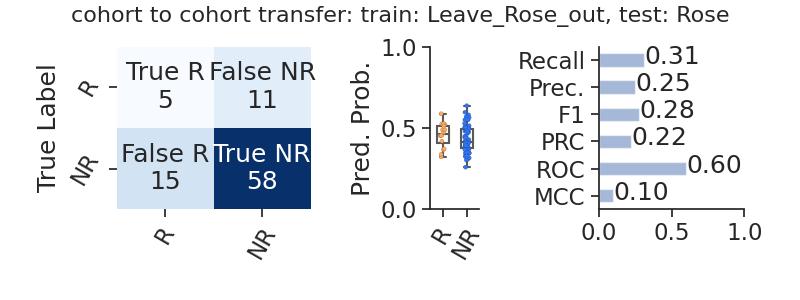 cohort to cohort transfer: train: Leave_Rose_out, test: Rose
True Label
R
NR
True R
5
False NR
11
False R
15
True NR
58
R
NR
Pred. Prob.
1.0
0.5
0.0
R
NR
Recall 0.31
Prec. 0.25
F1 0.28
PRC 0.22
ROC 0.60
MCC 0.10
0.0 0.5 1.0